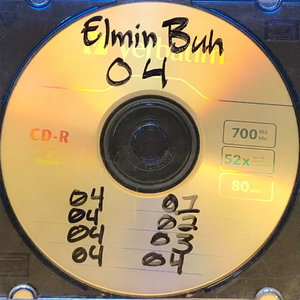 Elmin Buh
Verbatim
04
CD-R
700 MB
52x
80 min
04 01
04 02
04 03
04 04